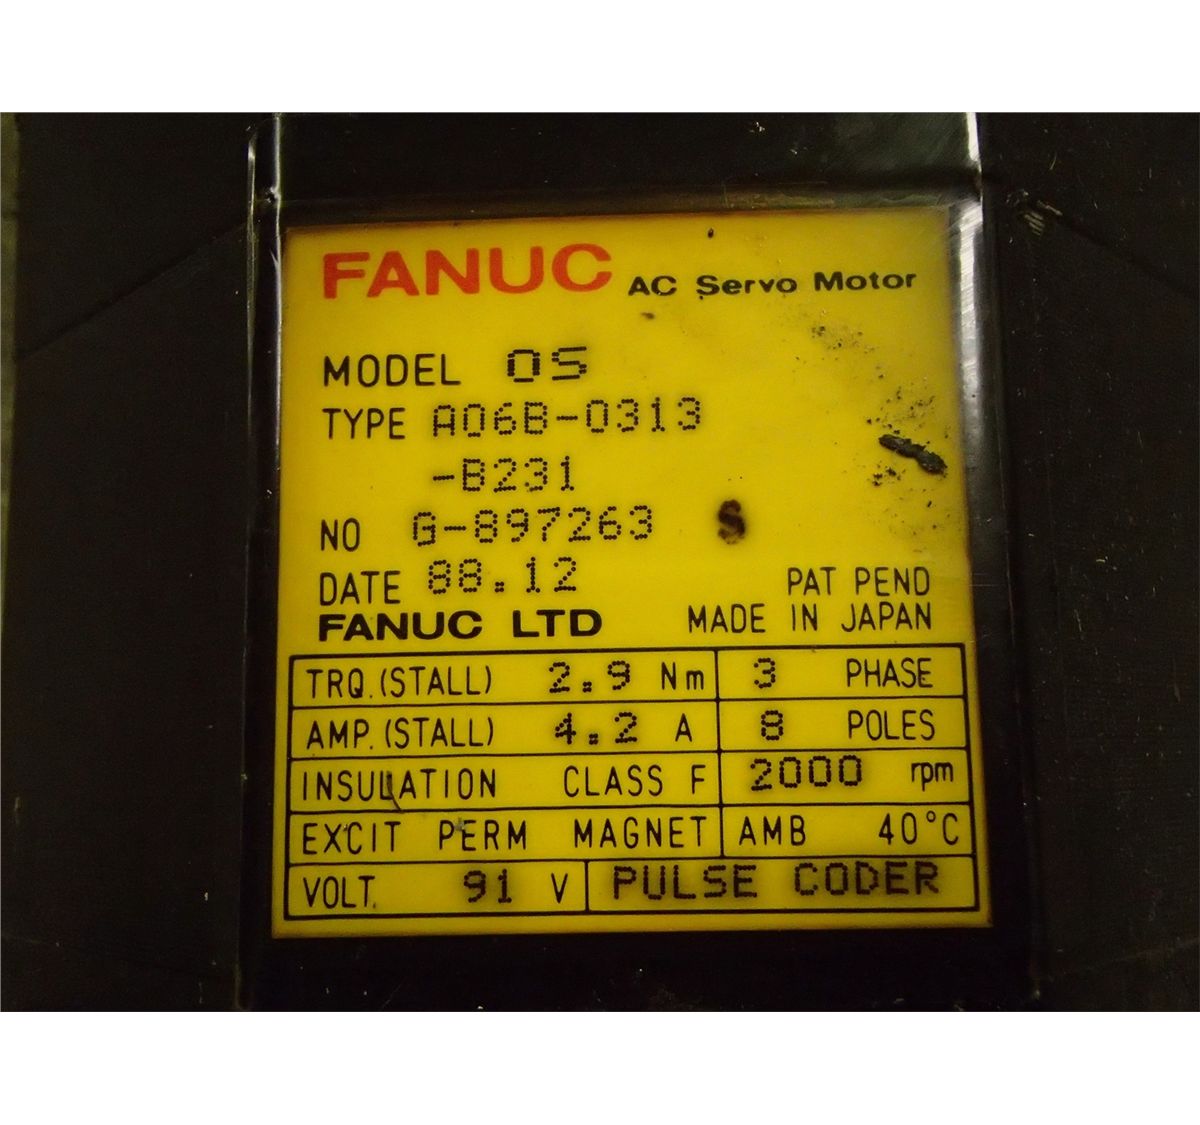 FANUC AC Servo Motor
MODEL 0S
TYPE A06B-0313
-B231
NO G-897263 S
DATE 88.12 PAT PEND
FANUC LTD MADE IN JAPAN
TRQ.(STALL) 2.9 Nm 3 PHASE
AMP.(STALL) 4.2 A 8 POLES
INSULATION CLASS F 2000 rpm
EXCIT PERM MAGNET AMB 40°C
VOLT. 91 V PULSE CODER